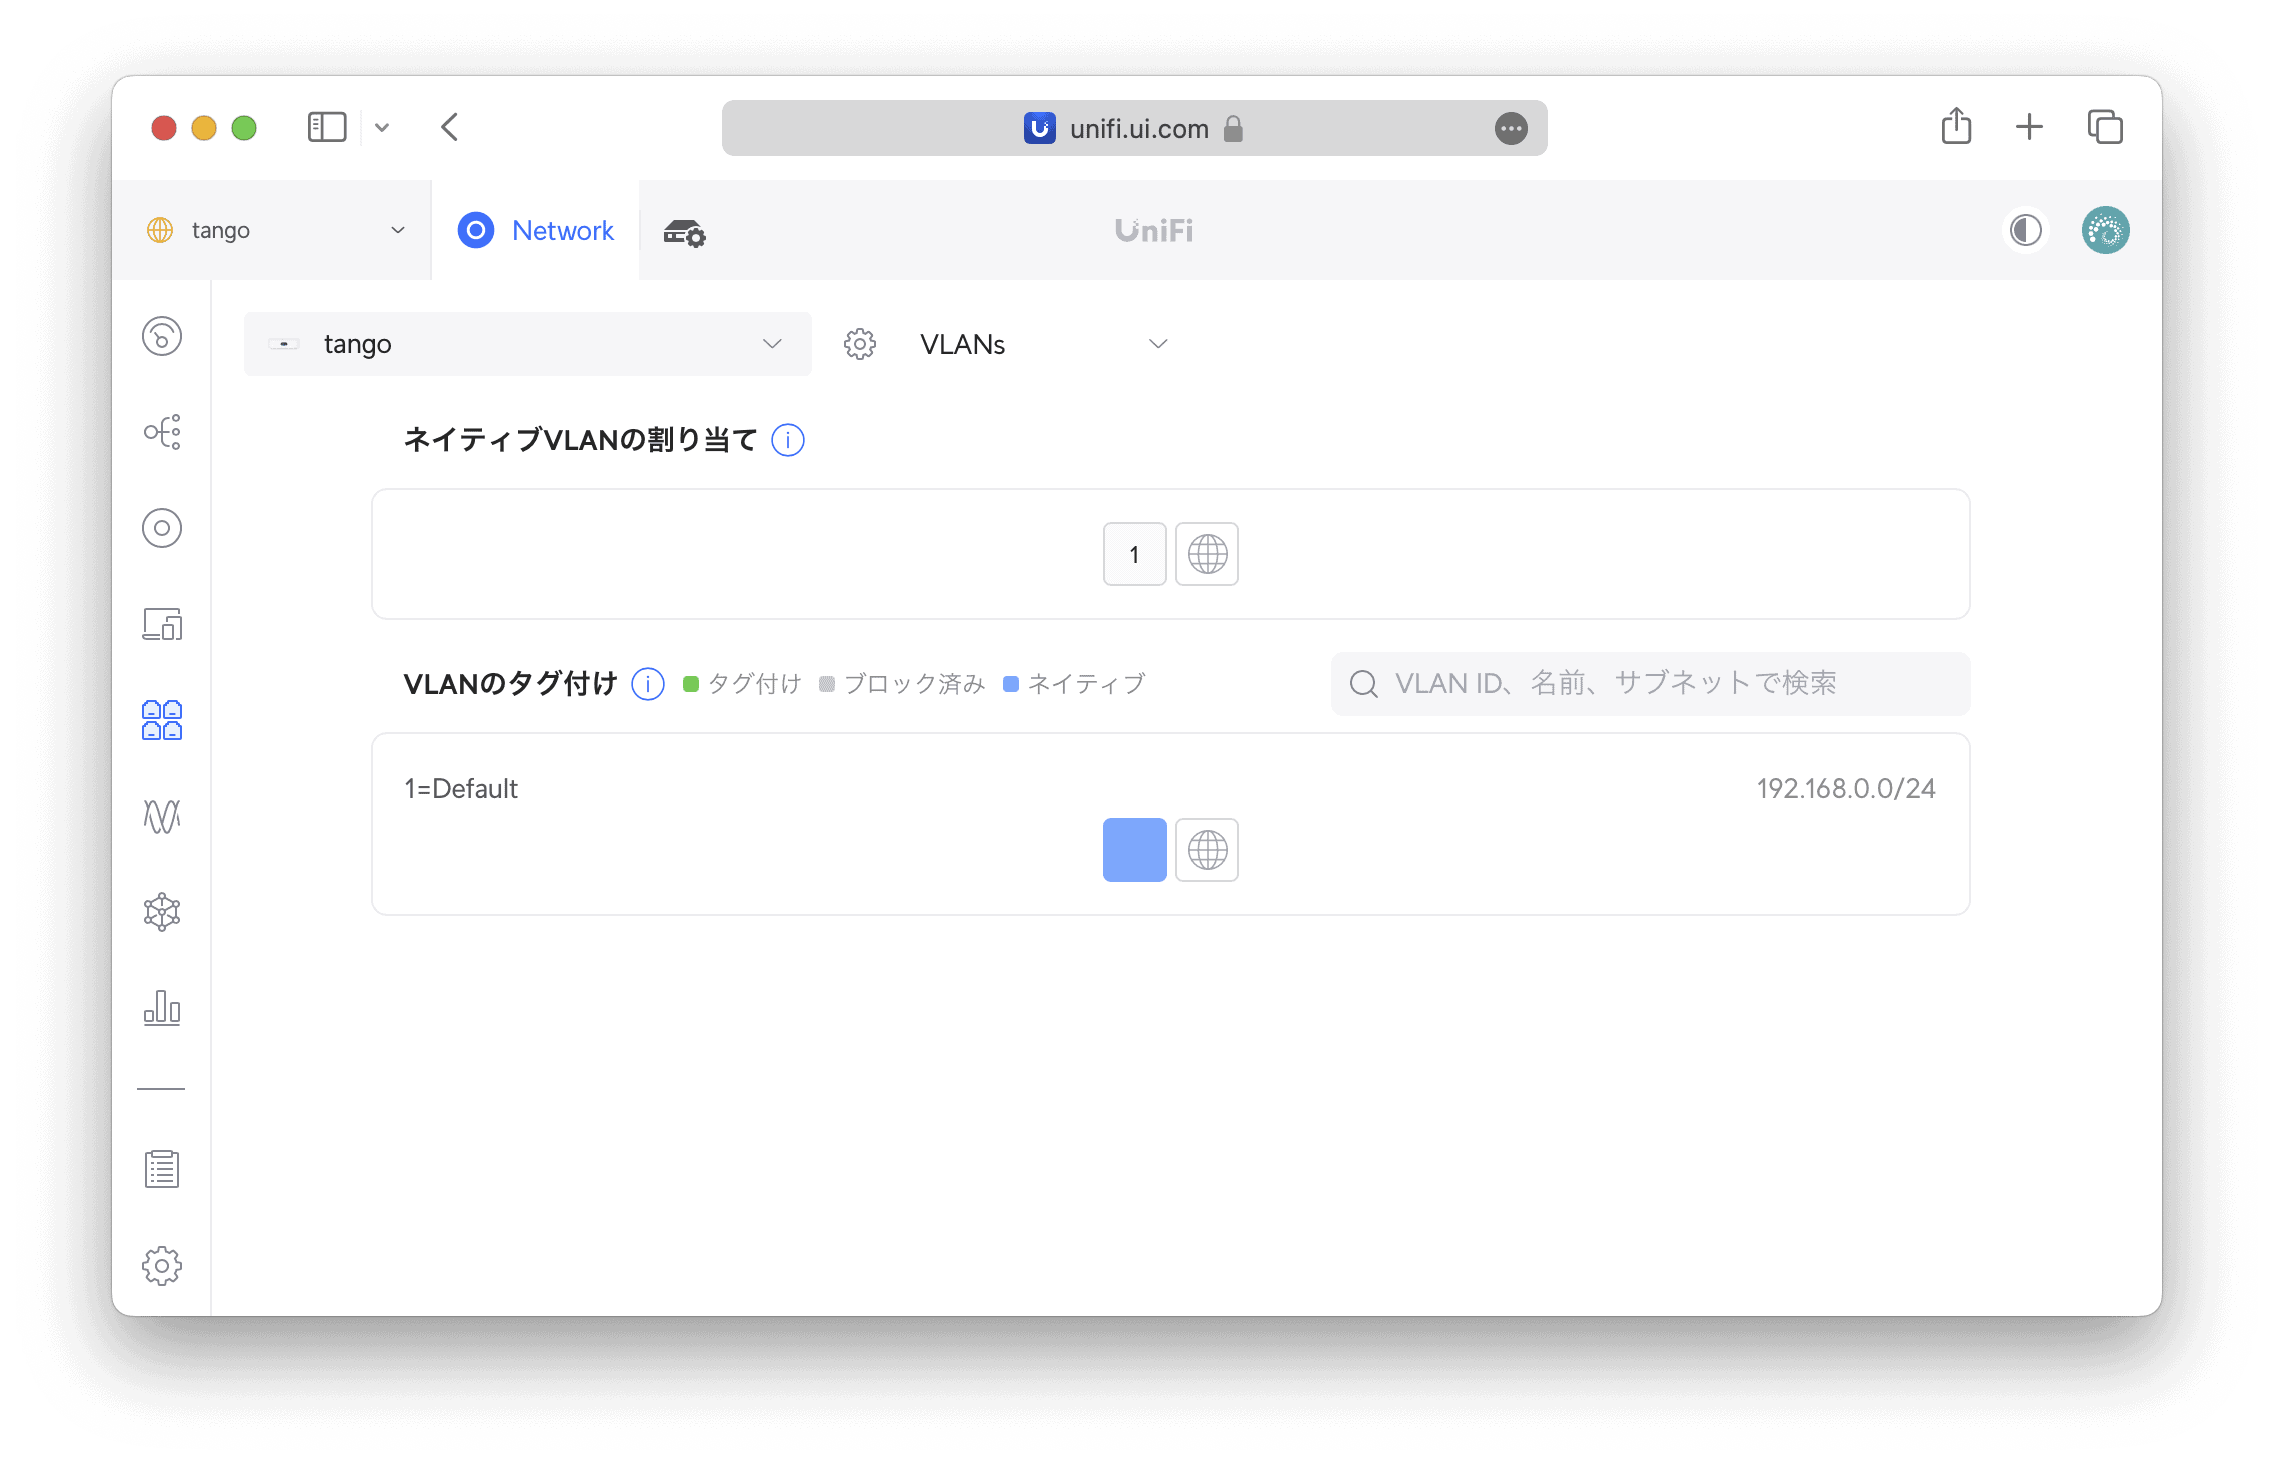 unifi.ui.com
tango
Network
UniFi
tango
VLANs
ネイティブVLANの割り当て
1
VLANのタグ付け タグ付け ブロック済み ネイティブ
VLAN ID、名前、サブネットで検索
1=Default
192.168.0.0/24